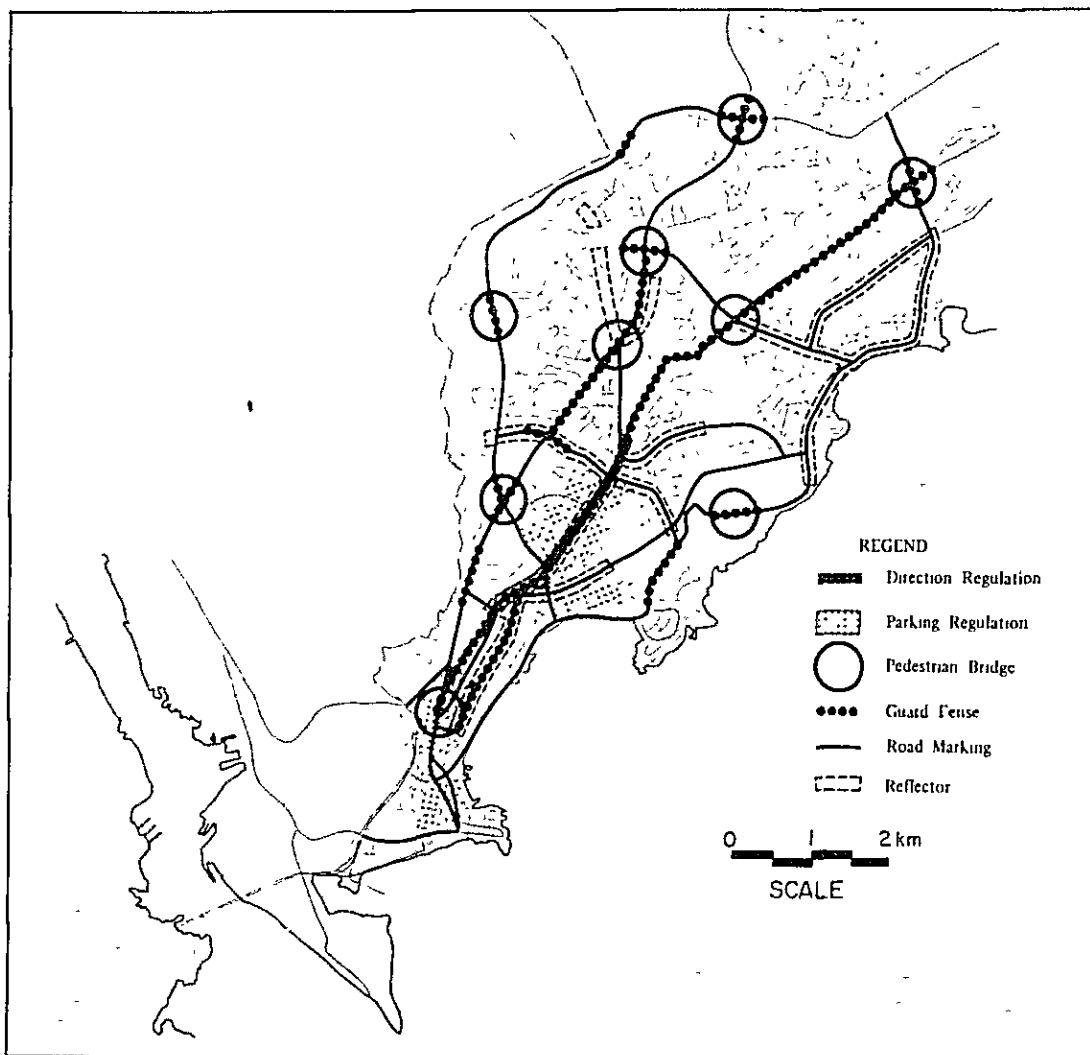 REGEND
Direction Regulation
Parking Regulation
Pedestrian Bridge
Guard Fense
Road Marking
Reflector
0 1 2 km
SCALE